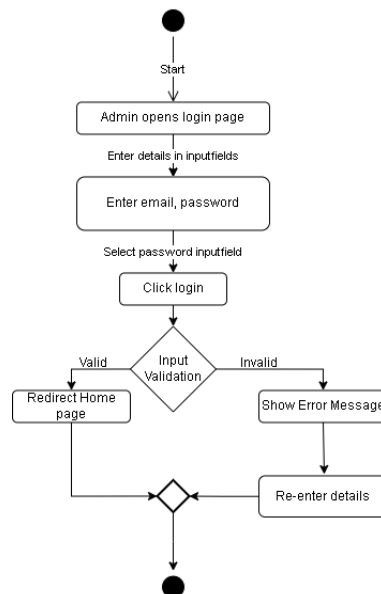 Start
Admin opens login page
Enter details in inputfields
Enter email, password
Select password inputfield
Click login
Valid
Input
Validation
Invalid
Redirect Home
page
Show Error Message
Re-enter details